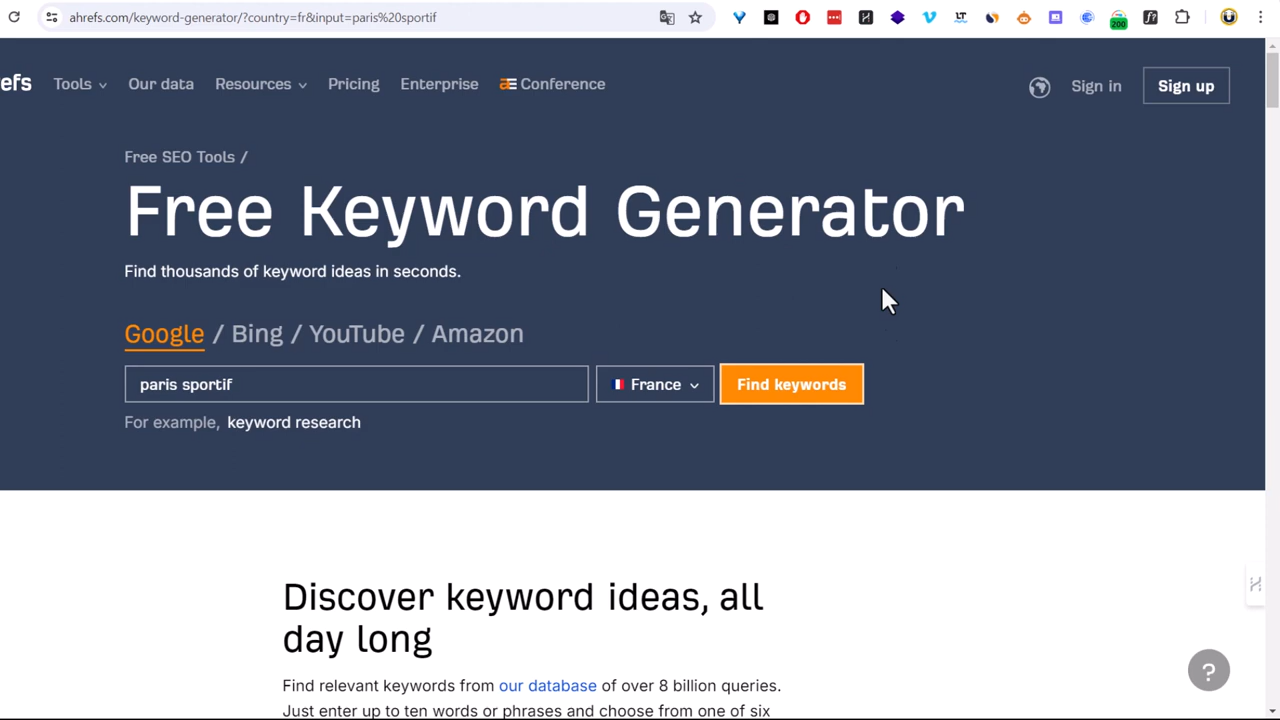 ahrefs.com/keyword-generator/?country=fr&input=paris%20sportif
200
refs Tools Our data Resources Pricing Enterprise Conference Sign in Sign up
Free SEO Tools /
Free Keyword Generator
Find thousands of keyword ideas in seconds.
Google / Bing / YouTube / Amazon
paris sportif France Find keywords
For example, keyword research
Discover keyword ideas, all
day long
Find relevant keywords from our database of over 8 billion queries.
Just enter up to ten words or phrases and choose from one of six
?